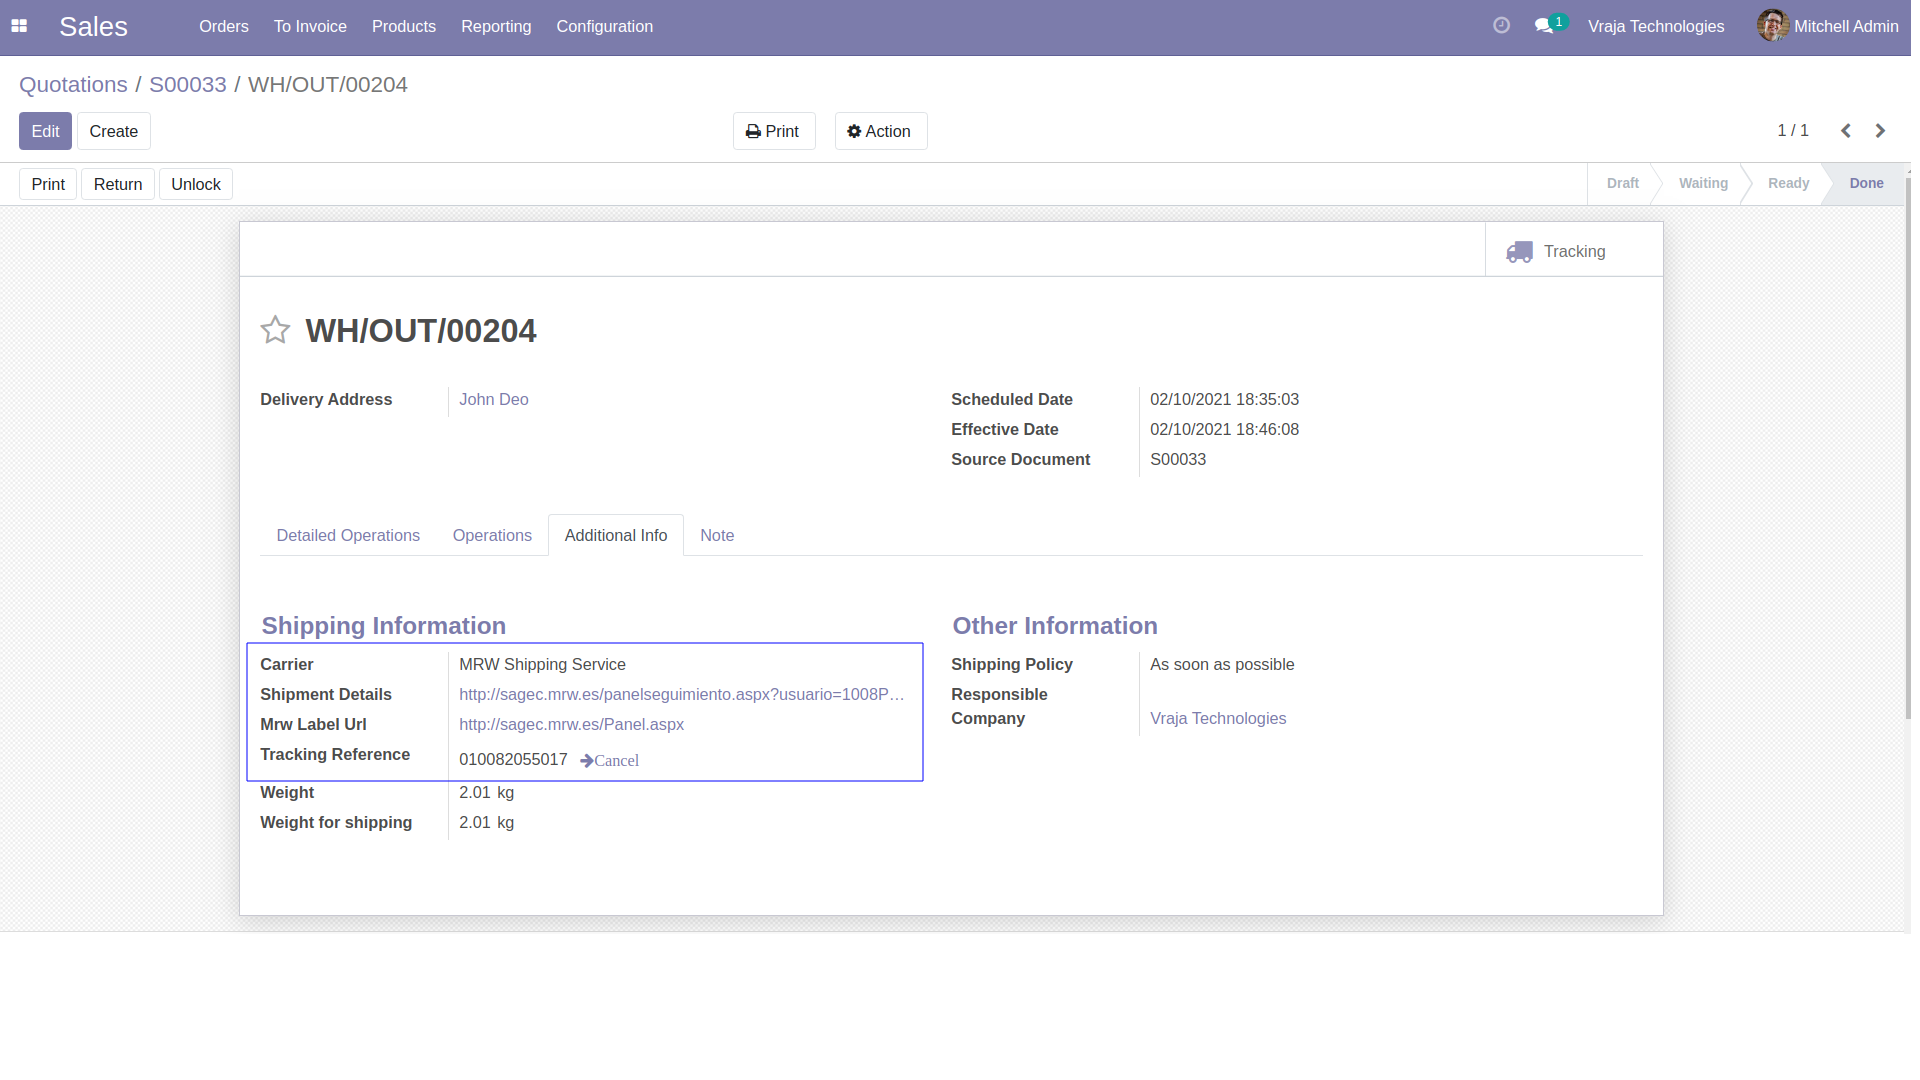 Sales Orders To Invoice Products Reporting Configuration 1 Vraja Technologies Mitchell Admin
Quotations / S00033 / WH/OUT/00204
Edit Create Print Action 1 / 1
Print Return Unlock Draft Waiting Ready Done
Tracking
WH/OUT/00204
Delivery Address John Deo
Scheduled Date 02/10/2021 18:35:03
Effective Date 02/10/2021 18:46:08
Source Document S00033
Detailed Operations Operations Additional Info Note
Shipping Information
Carrier MRW Shipping Service
Shipment Details http://sagec.mrw.es/panelseguimiento.aspx?usuario=1008P…
Mrw Label Url http://sagec.mrw.es/Panel.aspx
Tracking Reference 010082055017 Cancel
Weight 2.01 kg
Weight for shipping 2.01 kg
Other Information
Shipping Policy As soon as possible
Responsible
Company Vraja Technologies